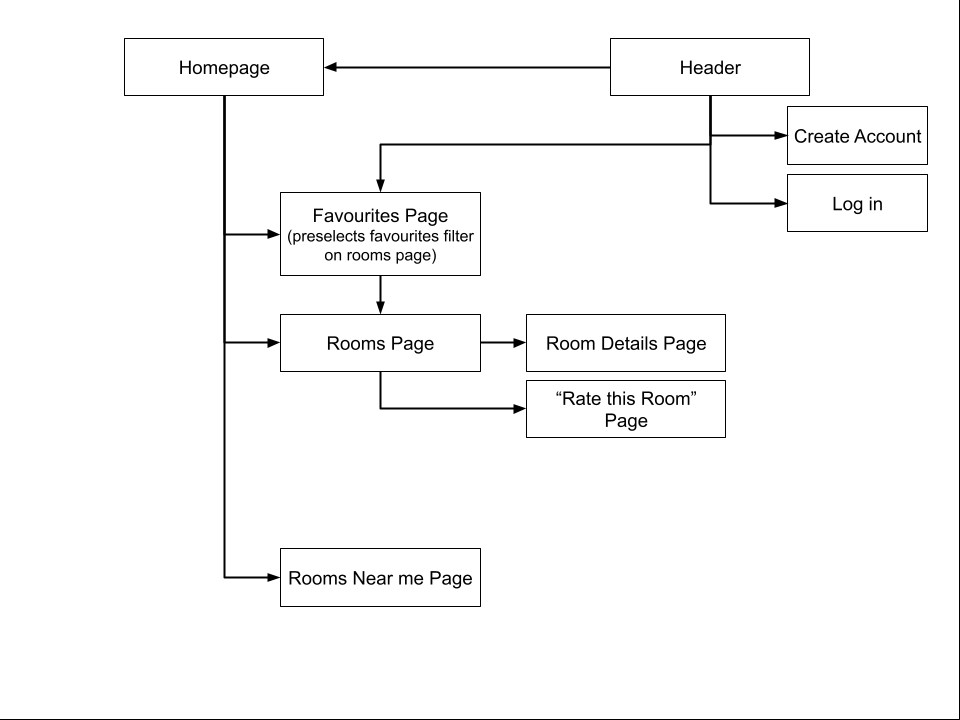 Homepage
Header
Create Account
Log in
Favourites Page
(preselects favourites filter
on rooms page)
Rooms Page
Room Details Page
“Rate this Room”
Page
Rooms Near me Page